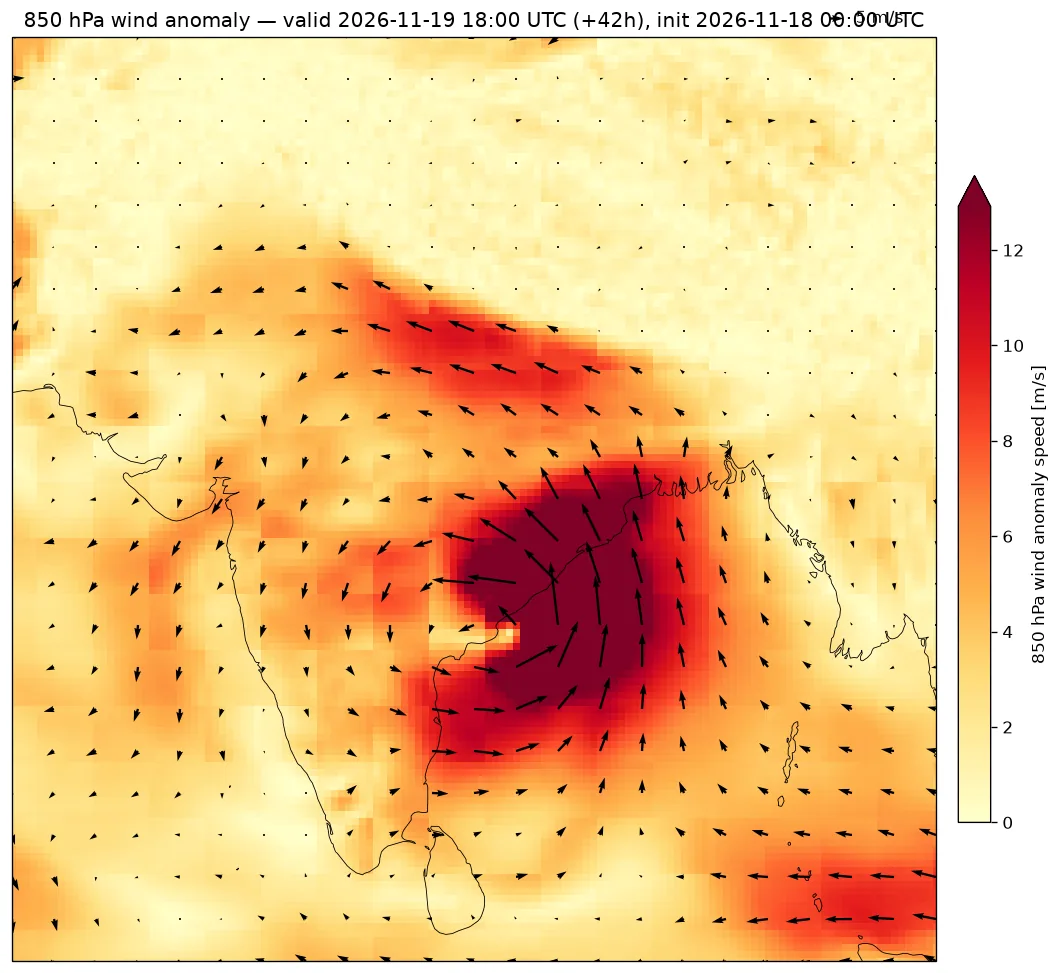 850 hPa wind anomaly — valid 2026-11-19 18:00 UTC (+42h), init 2026-11-18 00:00 UTC
5 m/s
12
10
8
6
4
2
0
850 hPa wind anomaly speed [m/s]